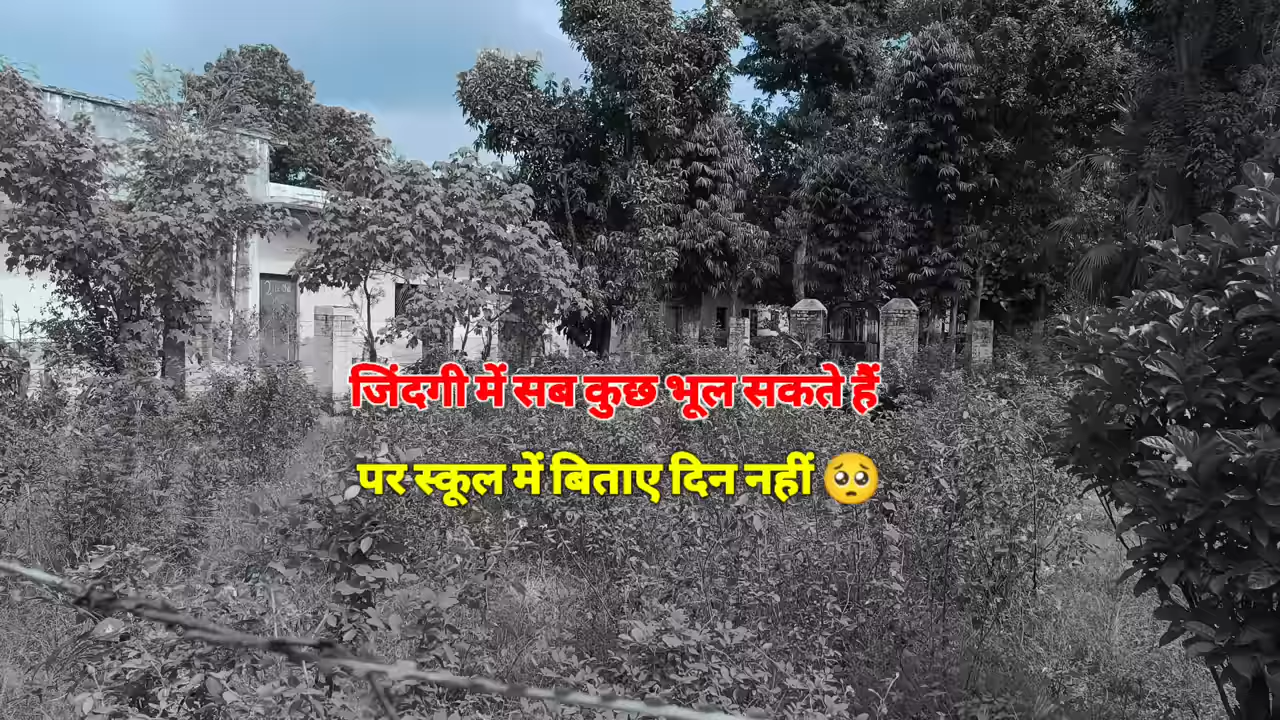 जिंदगी में सब कुछ भूल सकते हैं
पर स्कूल में बिताए दिन नहीं 🥺